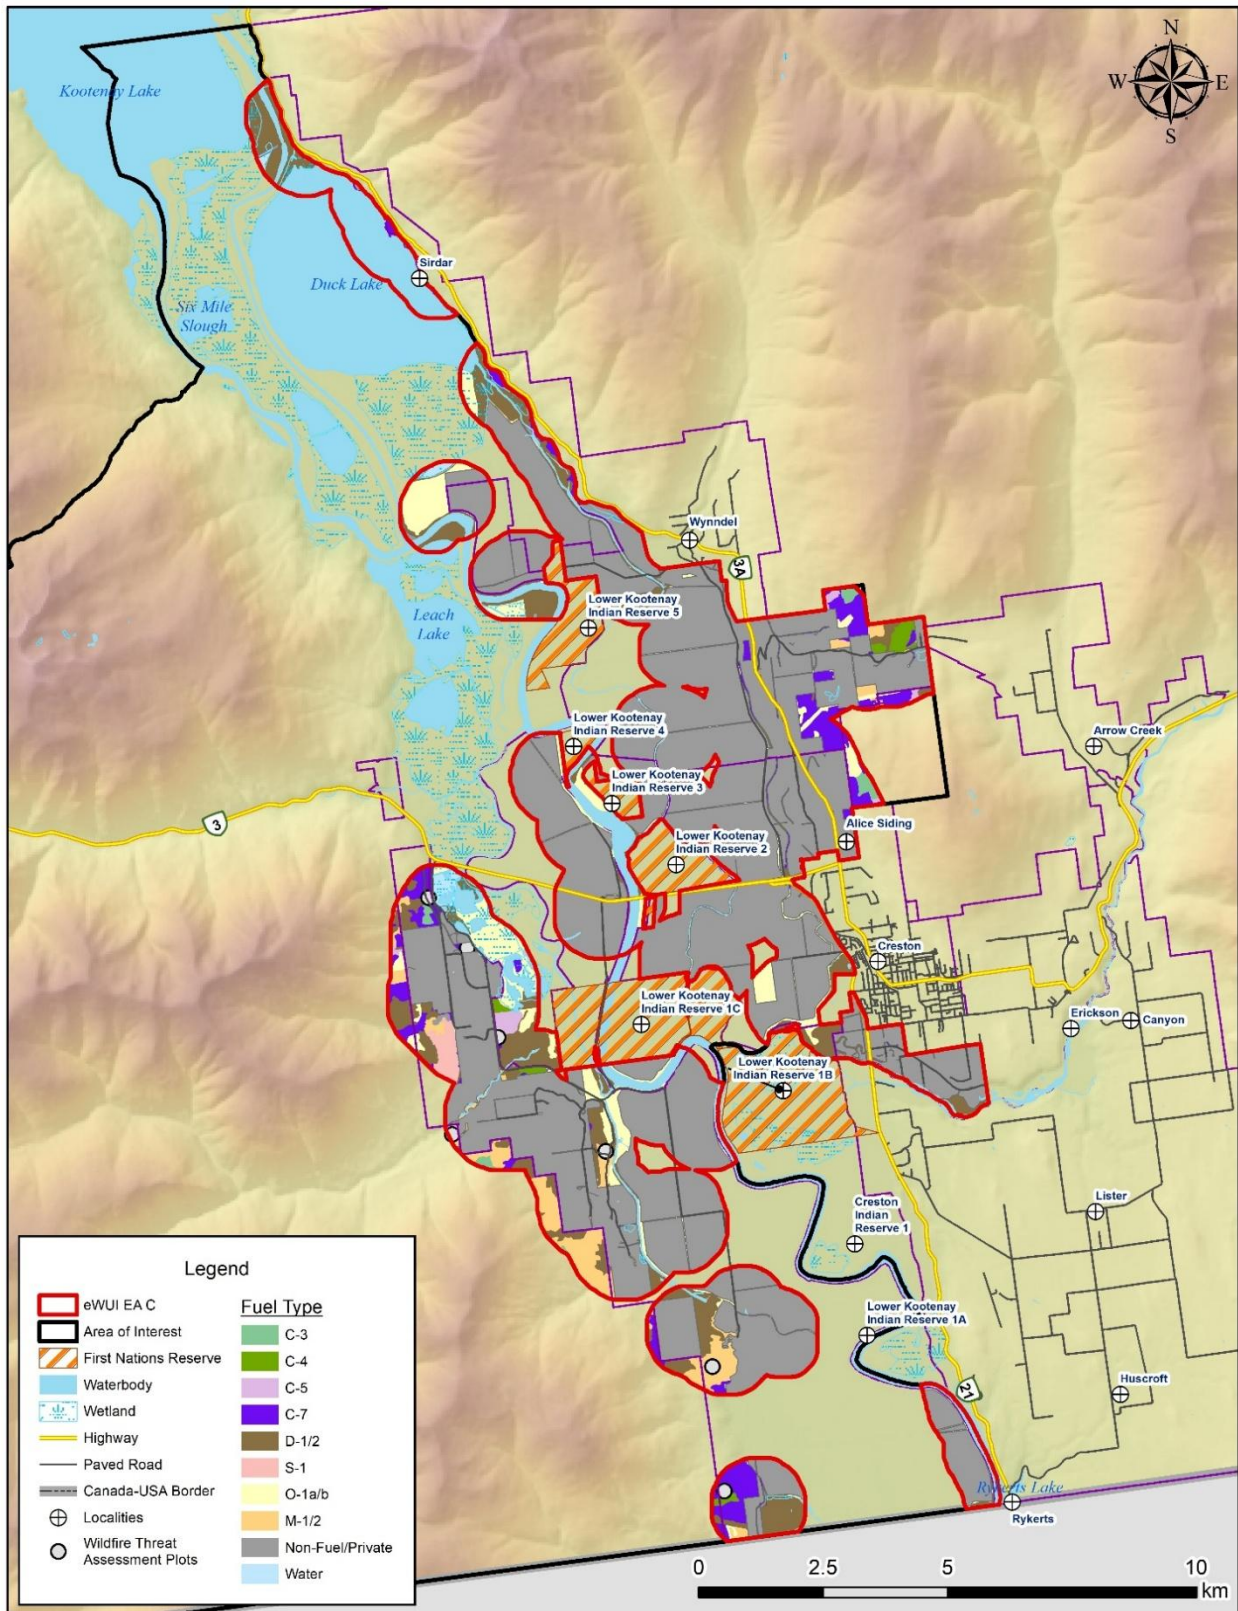 N
W
E
S
Kootenay Lake
Sirdar
Duck Lake
Six Mile
Slough
Wynndel
3A
Lower Kootenay
Indian Reserve 5
Leach
Lake
Lower Kootenay
Indian Reserve 4
Arrow Creek
Lower Kootenay
Indian Reserve 3
3
Alice Siding
Lower Kootenay
Indian Reserve 2
Creston
Lower Kootenay
Indian Reserve 1C
Erickson
Canyon
Lower Kootenay
Indian Reserve 1B
Lister
Creston
Indian
Reserve 1
Lower Kootenay
Indian Reserve 1A
Huscroft
21
Rykerts Lake
Rykerts
Legend
eWUI EA C
Area of Interest
First Nations Reserve
Waterbody
Wetland
Highway
Paved Road
Canada-USA Border
Localities
Wildfire Threat
Assessment Plots
Fuel Type
C-3
C-4
C-5
C-7
D-1/2
S-1
O-1a/b
M-1/2
Non-Fuel/Private
Water
0
2.5
5
10
km